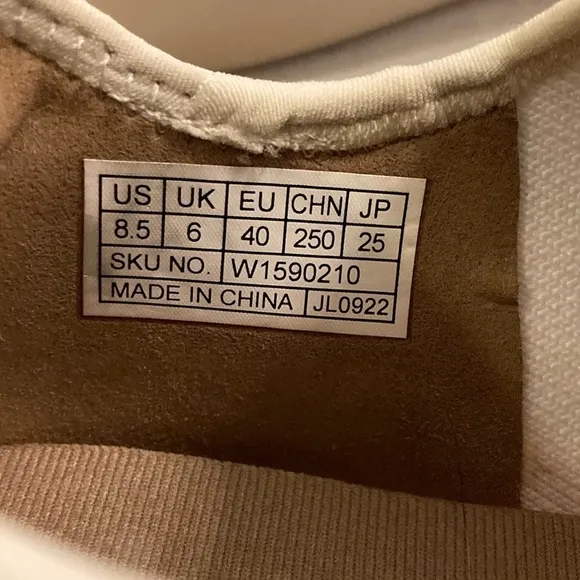 US UK EU CHN JP
8.5 6 40 250 25
SKU NO. W1590210
MADE IN CHINA JL0922